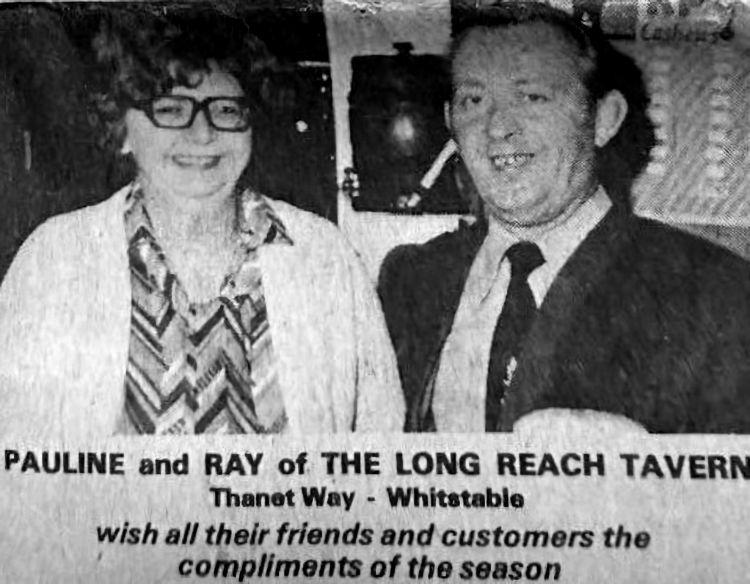 Cashews
PAULINE and RAY of THE LONG REACH TAVERN
Thanet Way - Whitstable
wish all their friends and customers the
compliments of the season